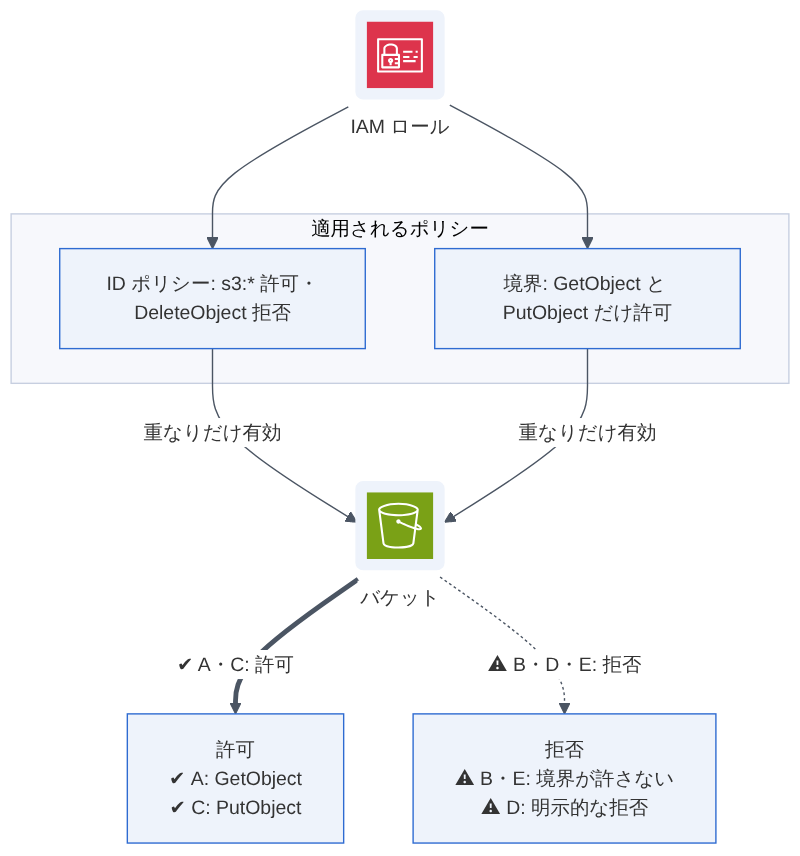 IAM ロール
適用されるポリシー
ID ポリシー: s3:* 許可・
DeleteObject 拒否
境界: GetObject と
PutObject だけ許可
重なりだけ有効
重なりだけ有効
バケット
✔ A・C: 許可
⚠ B・D・E: 拒否
許可
✔ A: GetObject
✔ C: PutObject
拒否
⚠ B・E: 境界が許さない
⚠ D: 明示的な拒否